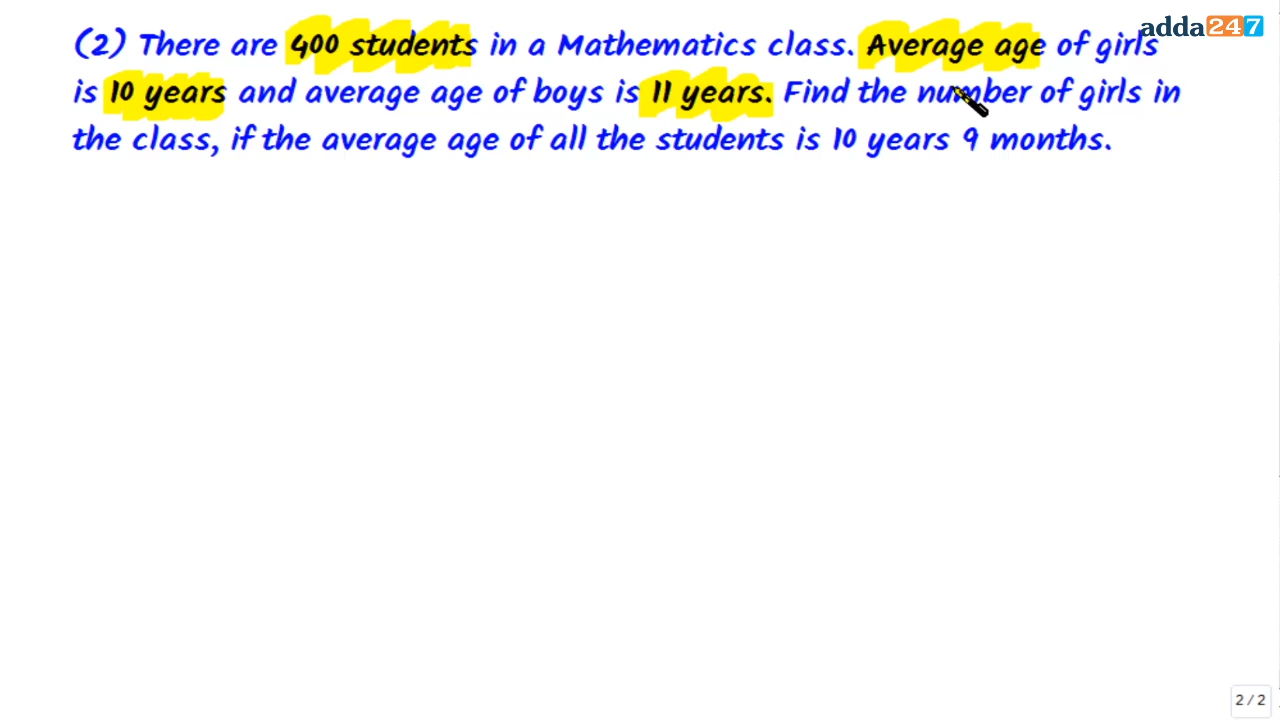 adda247
(2) There are 400 students in a Mathematics class. Average age of girls
is 10 years and average age of boys is 11 years. Find the number of girls in
the class, if the average age of all the students is 10 years 9 months.
2 / 2